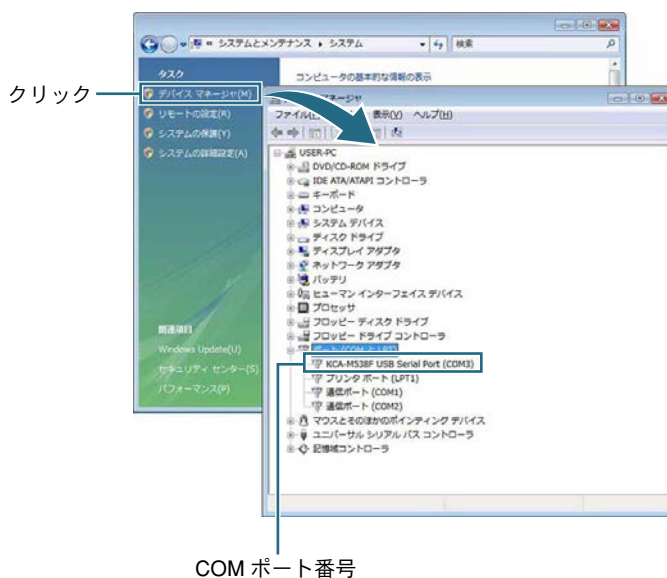 システムとメンテナンス ▸ システム
検索
タスク
コンピュータの基本的な情報の表示
クリック
デバイス マネージャ(M)
リモートの設定(R)
システムの保護(Y)
システムの詳細設定(A)
関連項目
Windows Update(U)
セキュリティ センター(S)
パフォーマンス(P)
マネージャ
表示(V) ヘルプ(H)
USER-PC
DVD/CD-ROM ドライブ
IDE ATA/ATAPI コントローラ
キーボード
コンピュータ
システム デバイス
ディスク ドライブ
ディスプレイ アダプタ
ネットワーク アダプタ
バッテリ
ヒューマン インターフェイス デバイス
プロセッサ
フロッピー ディスク ドライブ
フロッピー ドライブ コントローラ
ポート (COM と LPT)
KCA-M538F USB Serial Port (COM3)
プリンタ ポート (LPT1)
通信ポート (COM1)
通信ポート (COM2)
マウスとそのほかのポインティング デバイス
ユニバーサル シリアル バス コントローラ
記憶域コントローラ
COM ポート番号